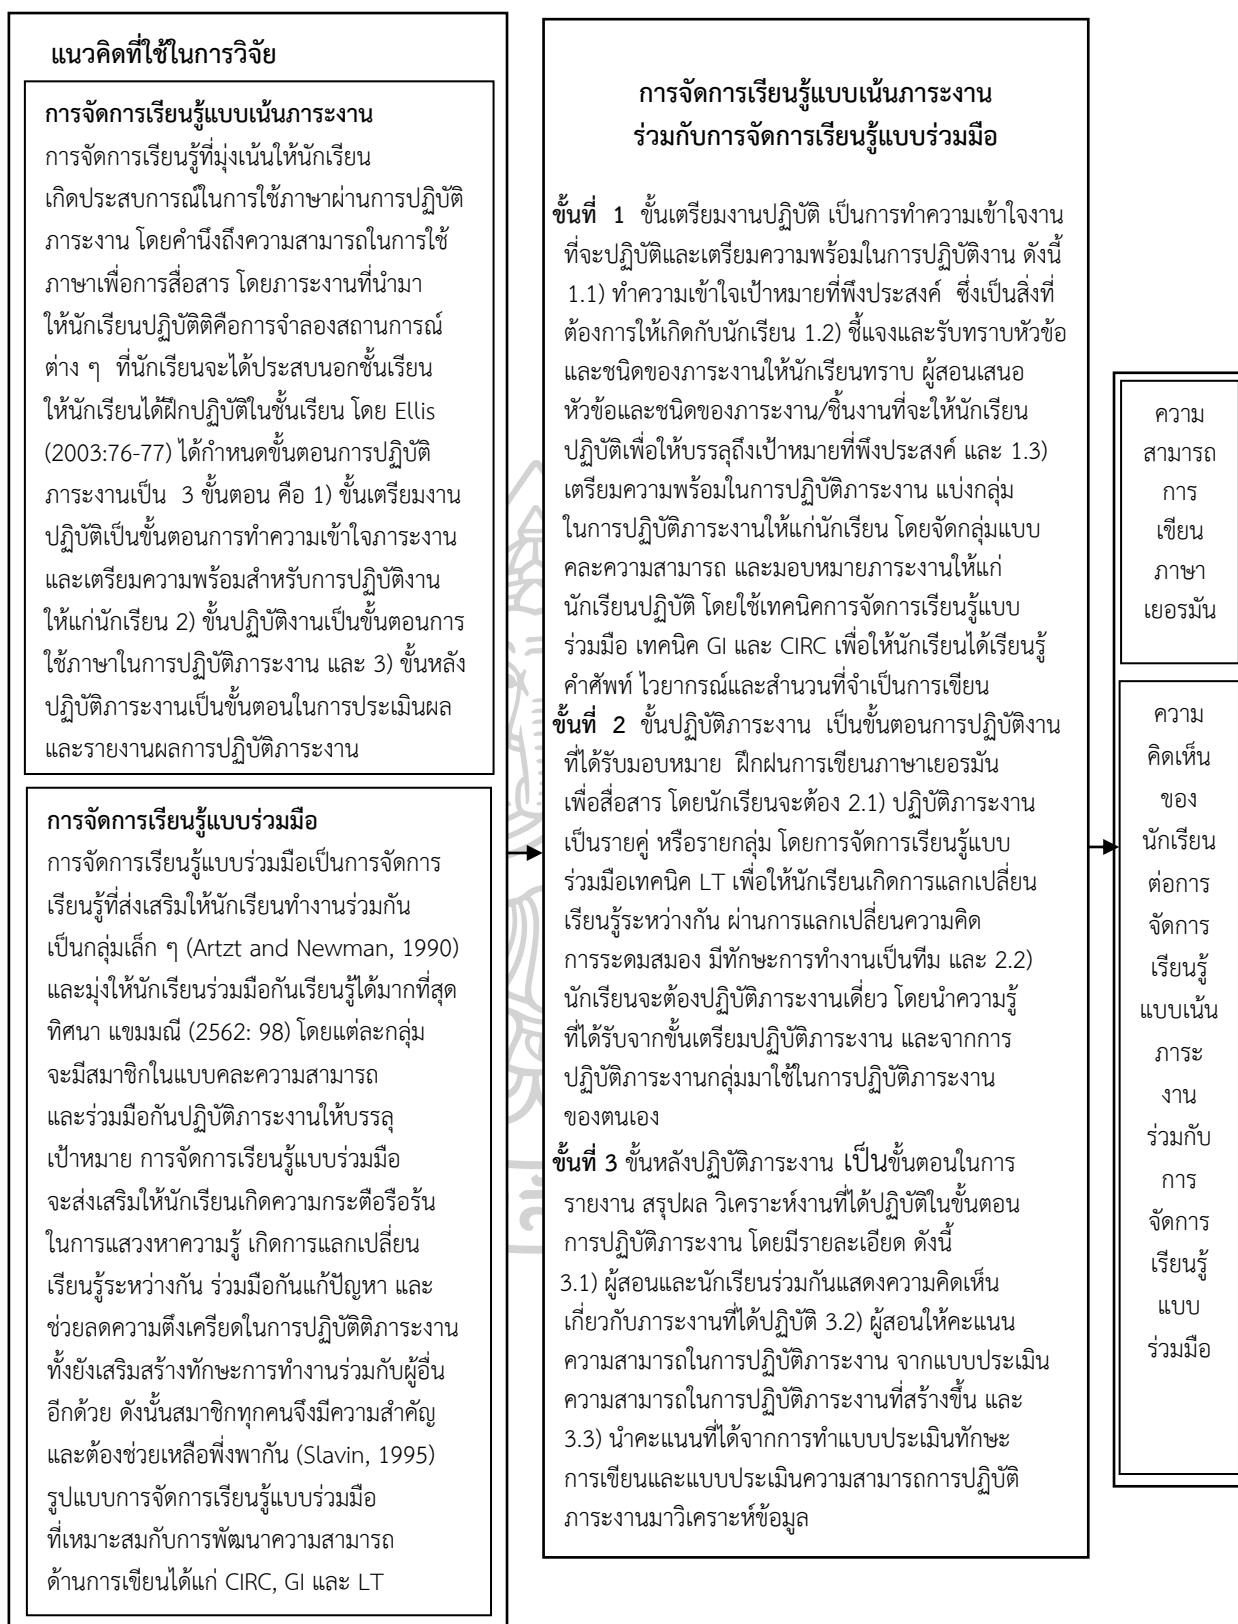 แนวคิดที่ใช้ในการวิจัย
การจัดการเรียนรู้แบบเน้นภาระงาน
การจัดการเรียนรู้ที่มุ่งเน้นให้นักเรียน
เกิดประสบการณ์ในการใช้ภาษาผ่านการปฏิบัติ
ภาระงาน โดยคำนึงถึงความสามารถในการใช้
ภาษาเพื่อการสื่อสาร โดยภาระงานที่นำมา
ให้นักเรียนปฏิบัติติคือการจำลองสถานการณ์
ต่าง ๆ ที่นักเรียนจะได้ประสบนอกชั้นเรียน
ให้นักเรียนได้ฝึกปฏิบัติในชั้นเรียน โดย Ellis
(2003:76-77) ได้กำหนดขั้นตอนการปฏิบัติ
ภาระงานเป็น 3 ขั้นตอน คือ 1) ขั้นเตรียมงาน
ปฏิบัติเป็นขั้นตอนการทำความเข้าใจภาระงาน
และเตรียมความพร้อมสำหรับการปฏิบัติงาน
ให้แก่นักเรียน 2) ขั้นปฏิบัติงานเป็นขั้นตอนการ
ใช้ภาษาในการปฏิบัติภาระงาน และ 3) ขั้นหลัง
ปฏิบัติภาระงานเป็นขั้นตอนในการประเมินผล
และรายงานผลการปฏิบัติภาระงาน
การจัดการเรียนรู้แบบร่วมมือ
การจัดการเรียนรู้แบบร่วมมือเป็นการจัดการ
เรียนรู้ที่ส่งเสริมให้นักเรียนทำงานร่วมกัน
เป็นกลุ่มเล็ก ๆ (Artzt and Newman, 1990)
และมุ่งให้นักเรียนร่วมมือกันเรียนรู้ได้มากที่สุด
ทิศนา แขมมณี (2562: 98) โดยแต่ละกลุ่ม
จะมีสมาชิกในแบบคละความสามารถ
และร่วมมือกันปฏิบัติภาระงานให้บรรลุ
เป้าหมาย การจัดการเรียนรู้แบบร่วมมือ
จะส่งเสริมให้นักเรียนเกิดความกระตือรือร้น
ในการแสวงหาความรู้ เกิดการแลกเปลี่ยน
เรียนรู้ระหว่างกัน ร่วมมือกันแก้ปัญหา และ
ช่วยลดความตึงเครียดในการปฏิบัติติภาระงาน
ทั้งยังเสริมสร้างทักษะการทำงานร่วมกับผู้อื่น
อีกด้วย ดังนั้นสมาชิกทุกคนจึงมีความสำคัญ
และต้องช่วยเหลือพึ่งพากัน (Slavin, 1995)
รูปแบบการจัดการเรียนรู้แบบร่วมมือ
ที่เหมาะสมกับการพัฒนาความสามารถ
ด้านการเขียนได้แก่ CIRC, GI และ LT
การจัดการเรียนรู้แบบเน้นภาระงาน
ร่วมกับการจัดการเรียนรู้แบบร่วมมือ
ขั้นที่ 1 ขั้นเตรียมงานปฏิบัติ เป็นการทำความเข้าใจงาน
ที่จะปฏิบัติและเตรียมความพร้อมในการปฏิบัติงาน ดังนี้
1.1) ทำความเข้าใจเป้าหมายที่พึงประสงค์ ซึ่งเป็นสิ่งที่
ต้องการให้เกิดกับนักเรียน 1.2) ชี้แจงและรับทราบหัวข้อ
และชนิดของภาระงานให้นักเรียนทราบ ผู้สอนเสนอ
หัวข้อและชนิดของภาระงาน/ชิ้นงานที่จะให้นักเรียน
ปฏิบัติเพื่อให้บรรลุถึงเป้าหมายที่พึงประสงค์ และ 1.3)
เตรียมความพร้อมในการปฏิบัติภาระงาน แบ่งกลุ่ม
ในการปฏิบัติภาระงานให้แก่นักเรียน โดยจัดกลุ่มแบบ
คละความสามารถ และมอบหมายภาระงานให้แก่
นักเรียนปฏิบัติ โดยใช้เทคนิคการจัดการเรียนรู้แบบ
ร่วมมือ เทคนิค GI และ CIRC เพื่อให้นักเรียนได้เรียนรู้
คำศัพท์ ไวยากรณ์และสำนวนที่จำเป็นการเขียน
ขั้นที่ 2 ขั้นปฏิบัติภาระงาน เป็นขั้นตอนการปฏิบัติงาน
ที่ได้รับมอบหมาย ฝึกฝนการเขียนภาษาเยอรมัน
เพื่อสื่อสาร โดยนักเรียนจะต้อง 2.1) ปฏิบัติภาระงาน
เป็นรายคู่ หรือรายกลุ่ม โดยการจัดการเรียนรู้แบบ
ร่วมมือเทคนิค LT เพื่อให้นักเรียนเกิดการแลกเปลี่ยน
เรียนรู้ระหว่างกัน ผ่านการแลกเปลี่ยนความคิด
การระดมสมอง มีทักษะการทำงานเป็นทีม และ 2.2)
นักเรียนจะต้องปฏิบัติภาระงานเดี่ยว โดยนำความรู้
ที่ได้รับจากขั้นเตรียมปฏิบัติภาระงาน และจากการ
ปฏิบัติภาระงานกลุ่มมาใช้ในการปฏิบัติภาระงาน
ของตนเอง
ขั้นที่ 3 ขั้นหลังปฏิบัติภาระงาน เป็นขั้นตอนในการ
รายงาน สรุปผล วิเคราะห์งานที่ได้ปฏิบัติในขั้นตอน
การปฏิบัติภาระงาน โดยมีรายละเอียด ดังนี้
3.1) ผู้สอนและนักเรียนร่วมกันแสดงความคิดเห็น
เกี่ยวกับภาระงานที่ได้ปฏิบัติ 3.2) ผู้สอนให้คะแนน
ความสามารถในการปฏิบัติภาระงาน จากแบบประเมิน
ความสามารถในการปฏิบัติภาระงานที่สร้างขึ้น และ
3.3) นำคะแนนที่ได้จากการทำแบบประเมินทักษะ
การเขียนและแบบประเมินความสามารถการปฏิบัติ
ภาระงานมาวิเคราะห์ข้อมูล
ความ
สามารถ
การ
เขียน
ภาษา
เยอรมัน
ความ
คิดเห็น
ของ
นักเรียน
ต่อการ
จัดการ
เรียนรู้
แบบเน้น
ภาระ
งาน
ร่วมกับ
การ
จัดการ
เรียนรู้
แบบ
ร่วมมือ